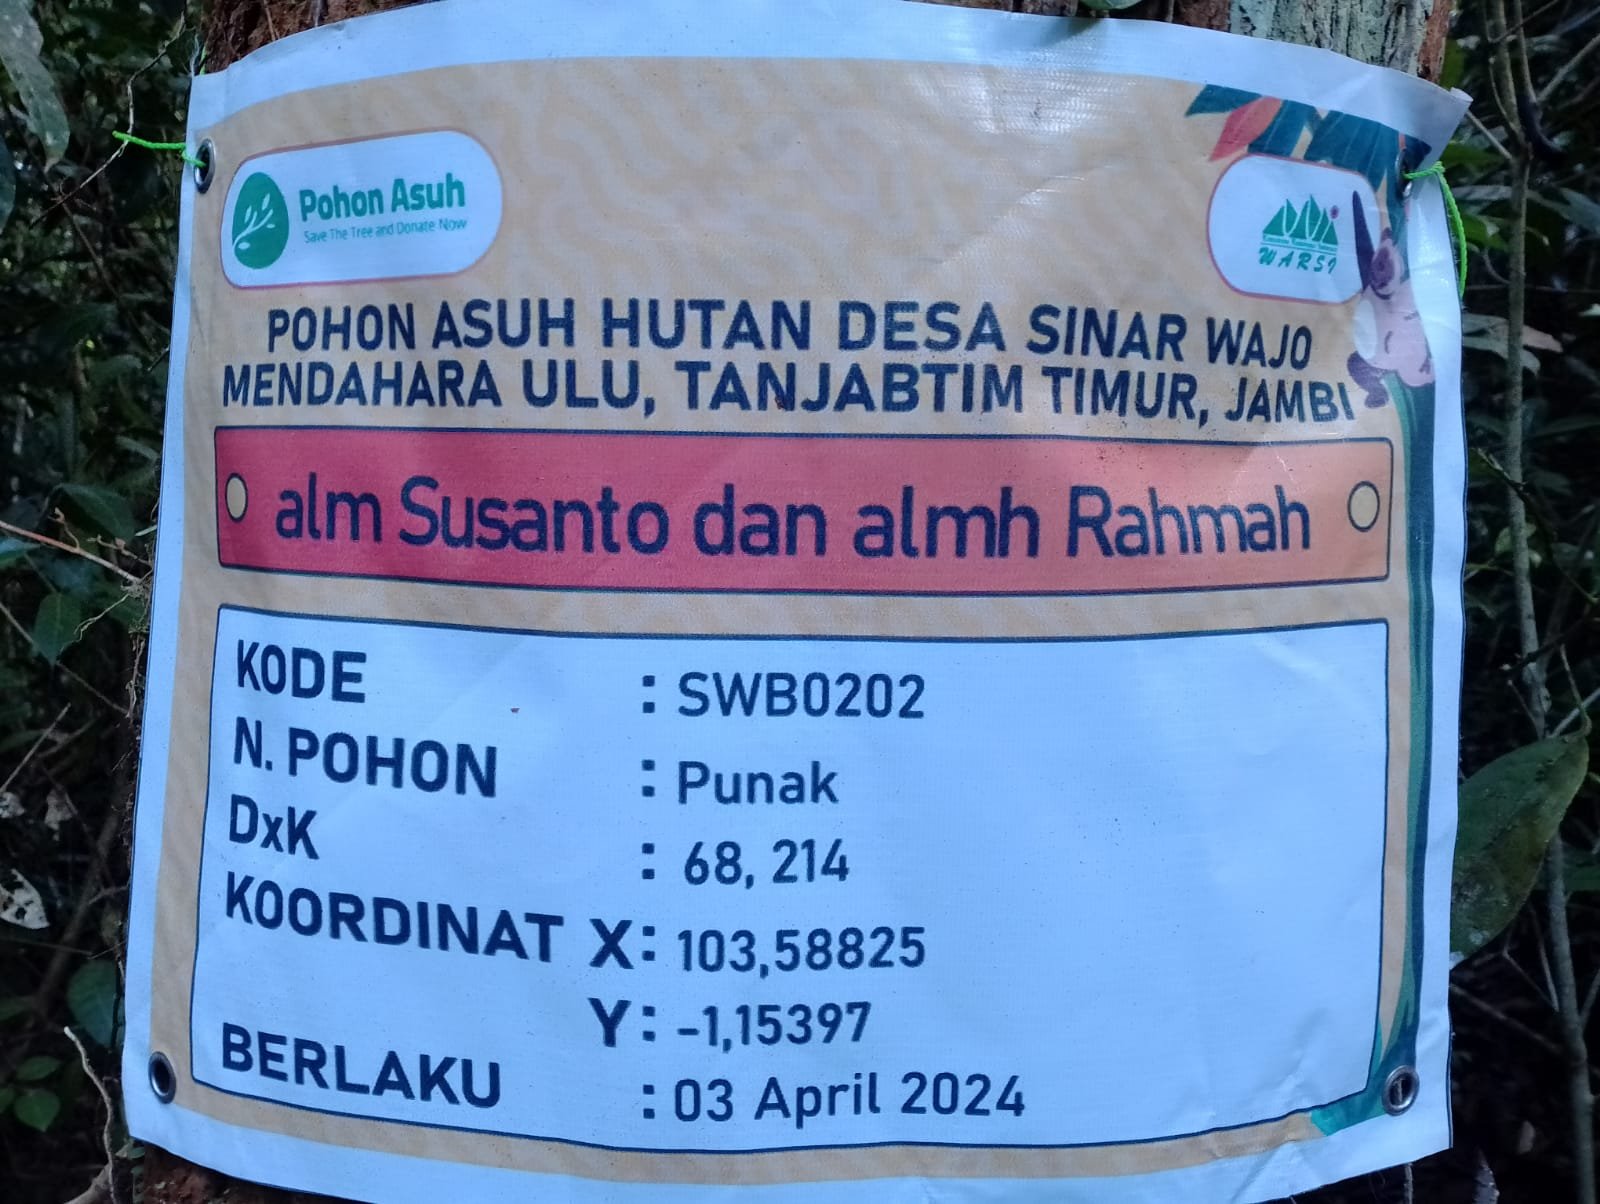 Pohon Asuh
Save The Tree and Donate Now
WARSI
POHON ASUH HUTAN DESA SINAR WAJO
MENDAHARA ULU, TANJABTIM TIMUR, JAMBI
alm Susanto dan almh Rahmah
KODE : SWB0202
N. POHON : Punak
DxK : 68, 214
KOORDINAT X: 103,58825
Y: -1,15397
BERLAKU : 03 April 2024